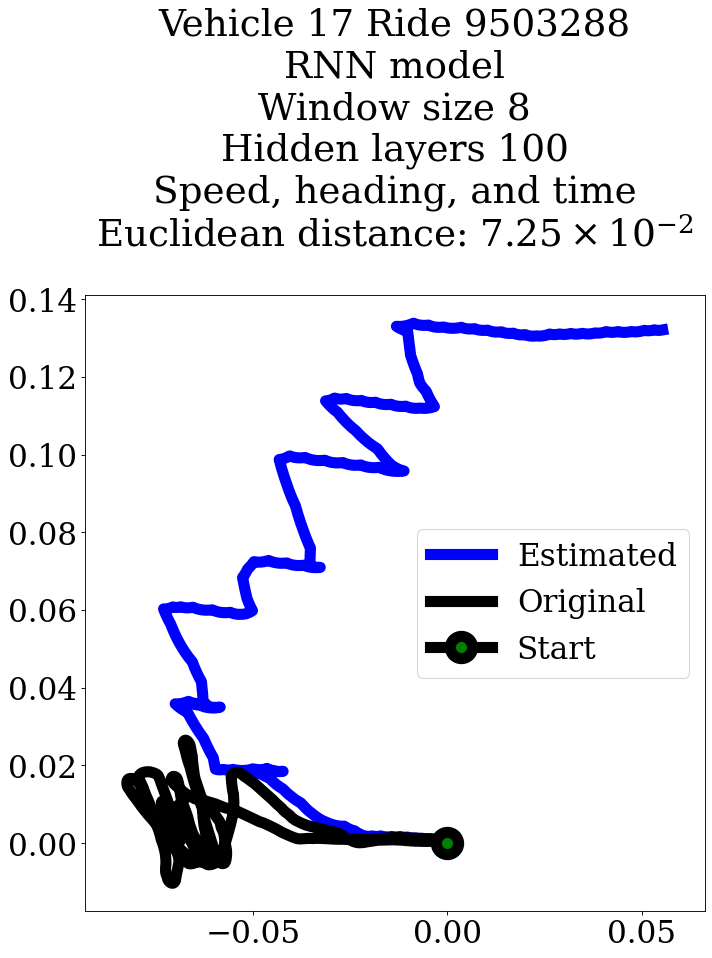 Vehicle 17 Ride 9503288
RNN model
Window size 8
Hidden layers 100
Speed, heading, and time
Euclidean distance: 7.25 × 10⁻²
0.14
0.12
0.10
0.08
0.06
0.04
0.02
0.00
Estimated
Original
Start
−0.05
0.00
0.05